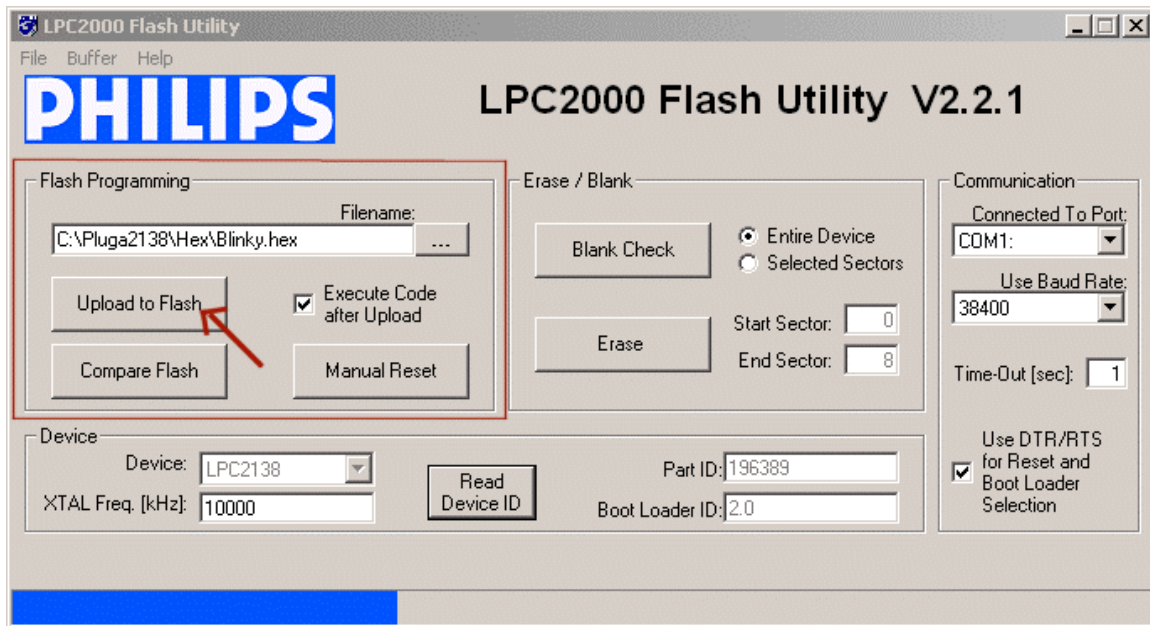 LPC2000 Flash Utility
File Buffer Help
PHILIPS
LPC2000 Flash Utility V2.2.1
Flash Programming
Filename:
C:\Pluga2138\Hex\Blinky.hex
...
Upload to Flash
Execute Code
after Upload
Compare Flash
Manual Reset
Erase / Blank
Blank Check
Entire Device
Selected Sectors
Erase
Start Sector: 0
End Sector: 8
Communication
Connected To Port:
COM1:
Use Baud Rate:
38400
Time-Out [sec]: 1
Use DTR/RTS
for Reset and
Boot Loader
Selection
Device
Device: LPC2138
XTAL Freq. [kHz]: 10000
Read
Device ID
Part ID: 196389
Boot Loader ID: 2.0